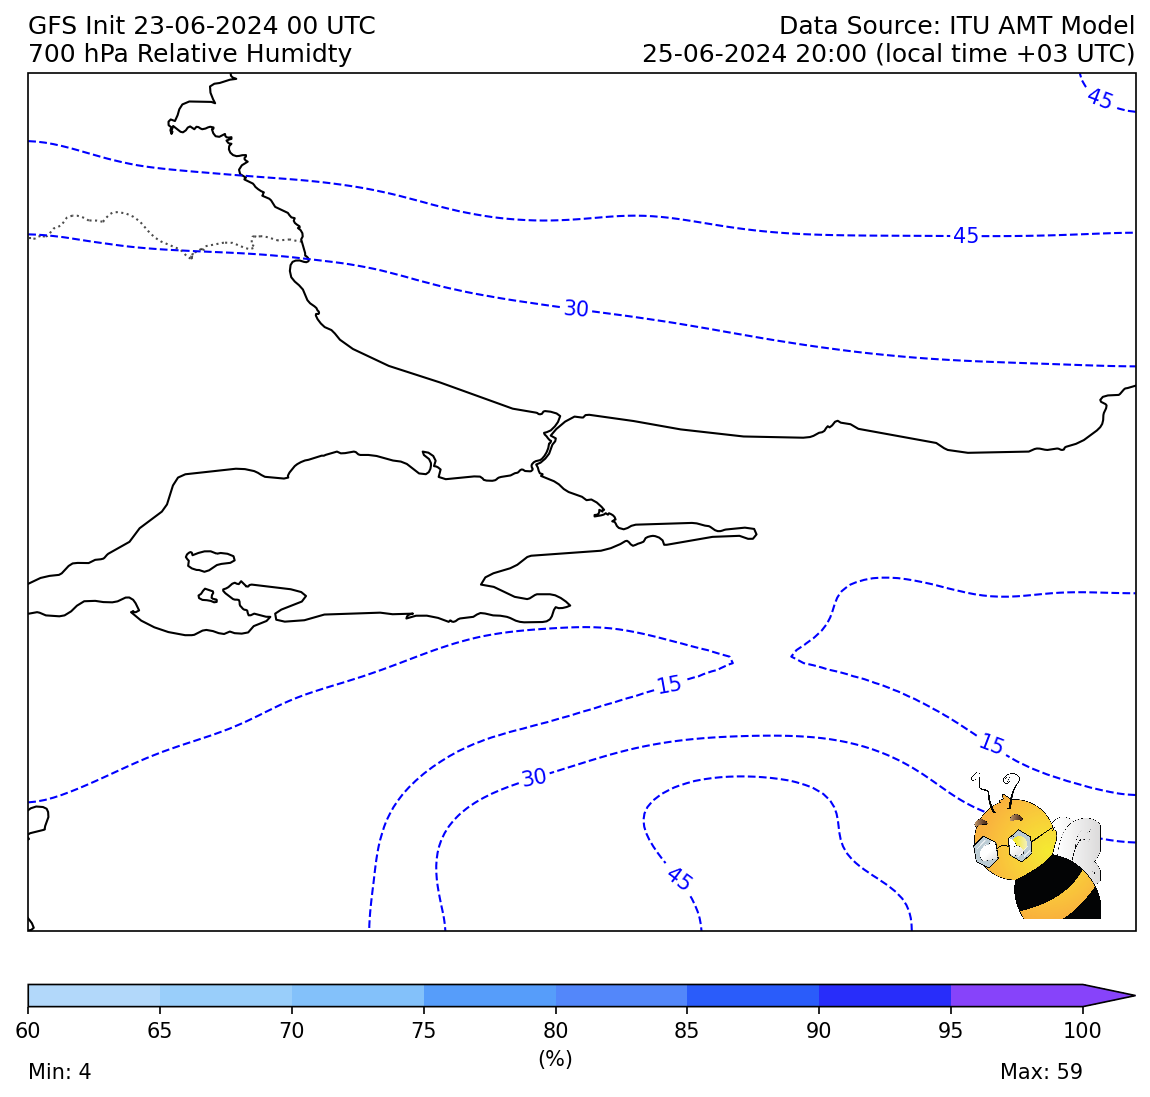 GFS Init 23-06-2024 00 UTC
Data Source: ITU AMT Model
700 hPa Relative Humidty
25-06-2024 20:00 (local time +03 UTC)
45
45
30
15
15
30
45
60 65 70 75 80 85 90 95 100
(%)
Min: 4
Max: 59